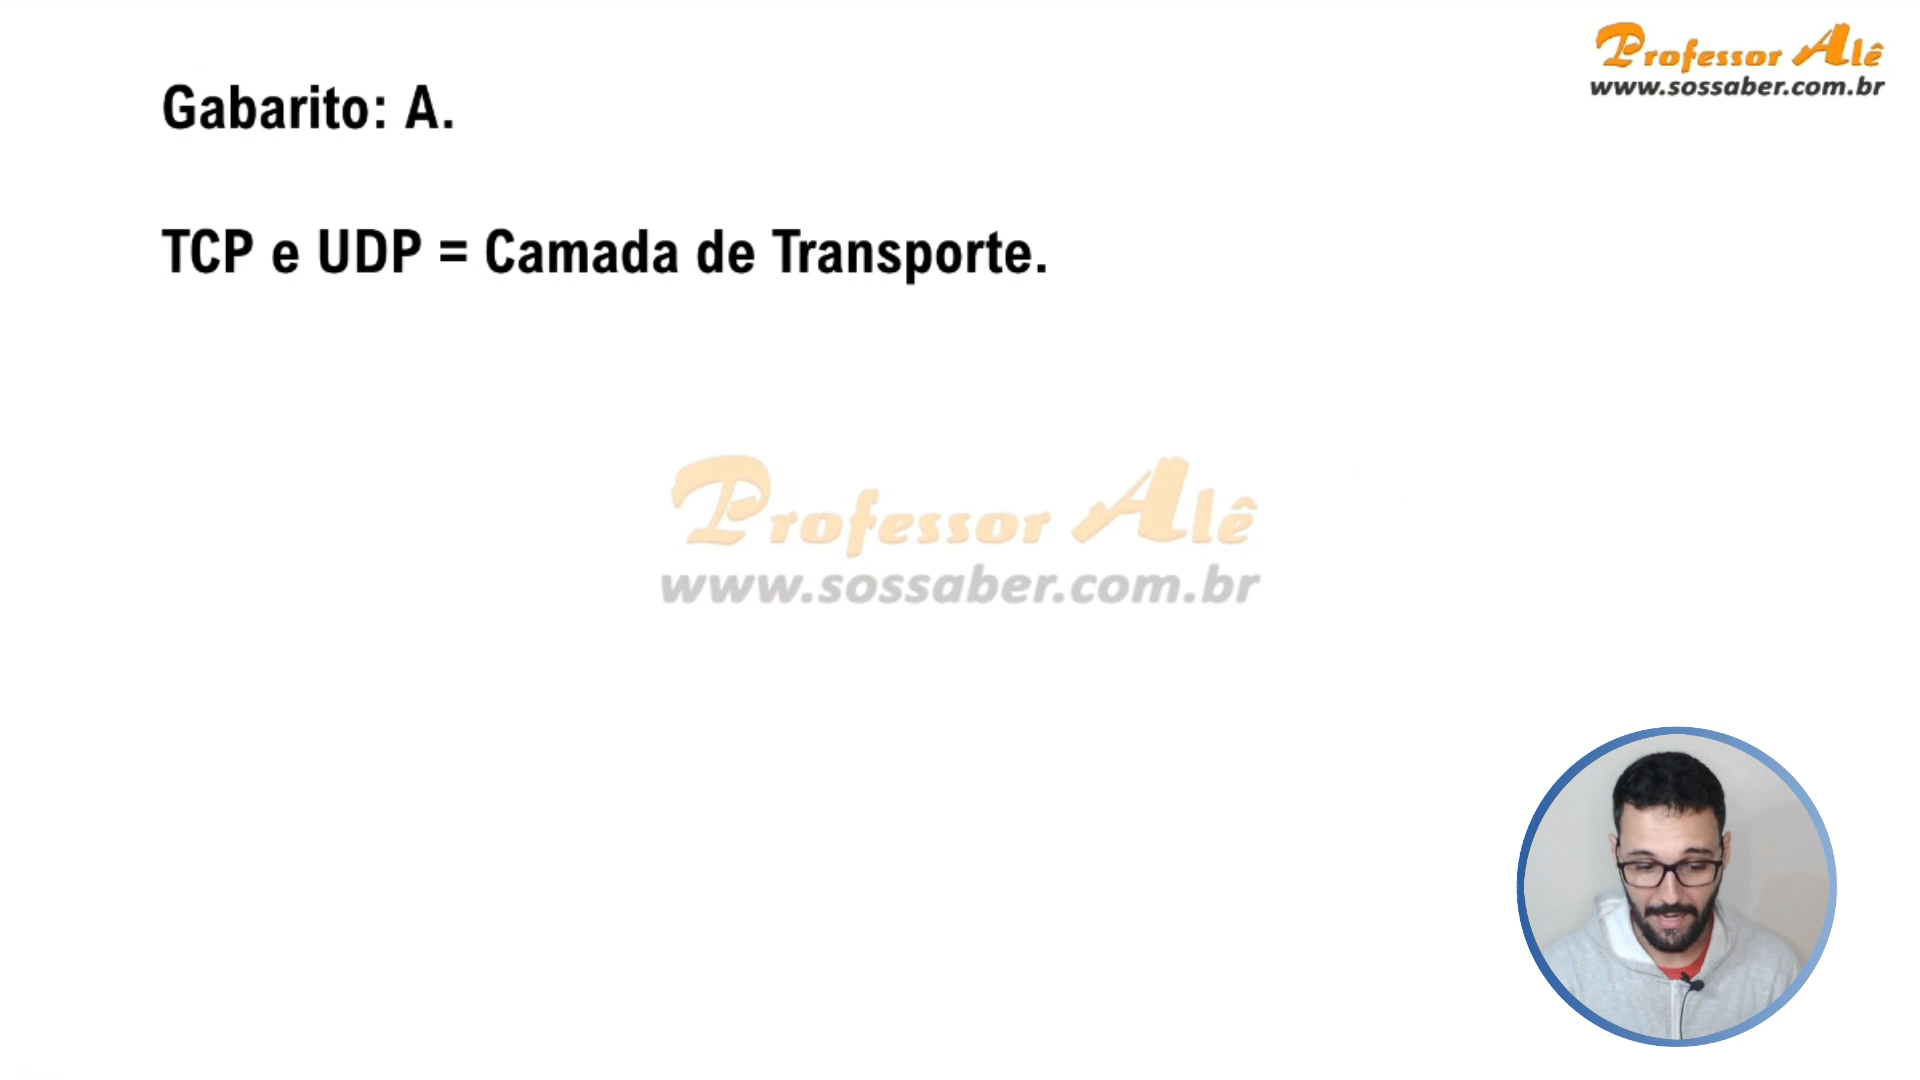 Professor Alê
www.sossaber.com.br
Gabarito: A.
TCP e UDP = Camada de Transporte.
Professor Alê
www.sossaber.com.br